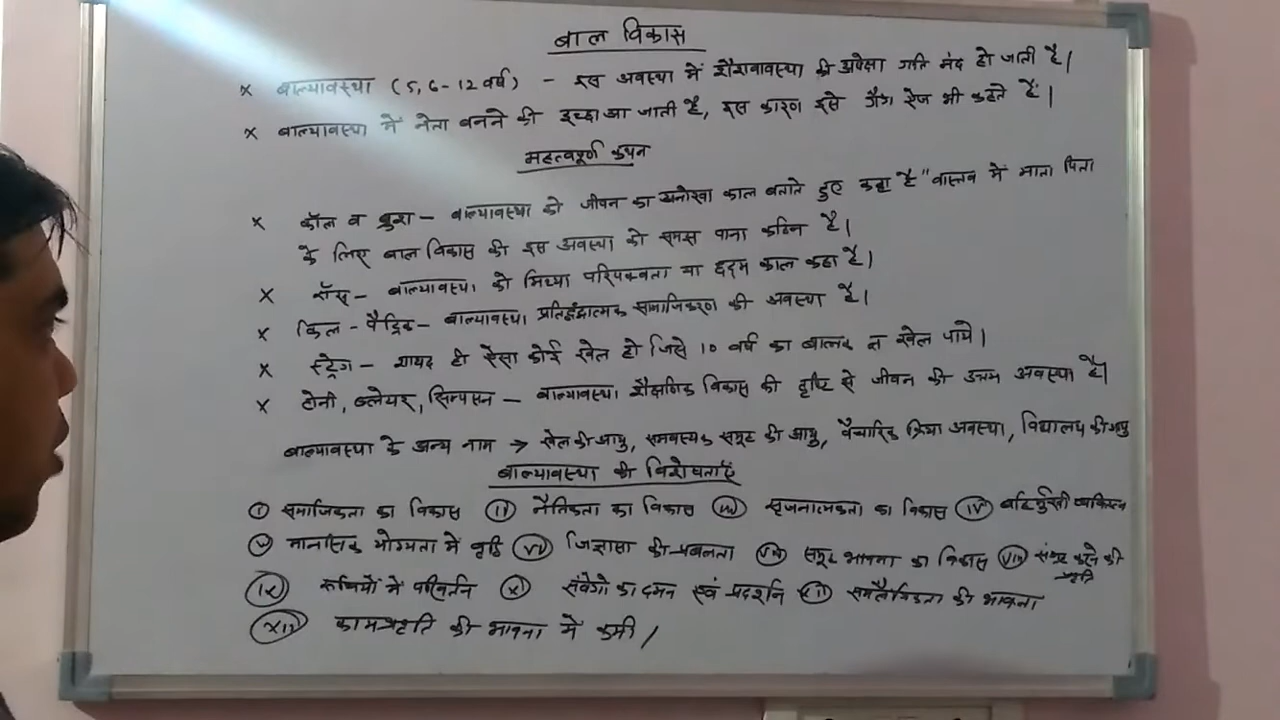 बाल विकास
× बाल्यावस्था (5,6-12 वर्ष) - इस अवस्था में शैशवावस्था की अपेक्षा गति मंद हो जाती है।
× बाल्यावस्था में नेता बनने की इच्छा आ जाती है, इस कारण इसे गैंग ऐज भी कहते हैं।
महत्वपूर्ण कथन
× कॉल व ब्रुश - बाल्यावस्था को जीवन का अनोखा काल बताते हुए कहा है "वास्तव में माता पिता
के लिए बाल विकास की इस अवस्था को समझ पाना कठिन है।
× रॉस - बाल्यावस्था को मिथ्या परिपक्वता या छद्दम काल कहा है।
× किल-पैट्रिक - बाल्यावस्था प्रतिद्वंद्वात्मक सामाजिकरण की अवस्था है।
× स्ट्रेंग - शायद ही ऐसा कोई खेल हो जिसे 10 वर्ष का बालक न खेल पाये।
× टोनी, ब्लेयर, सिम्पसन - बाल्यावस्था शैक्षणिक विकास की दृष्टि से जीवन की उत्तम अवस्था है।
बाल्यावस्था के अन्य नाम → खेल की आयु, समवयस्क समूह की आयु, वैचारिक क्रिया अवस्था, विद्यालय की आयु
बाल्यावस्था की विशेषताएँ
① समाजिकता का विकास (ii) नैतिकता का विकास (iii) सृजनात्मकता का विकास (iv) बहिर्मुखी व्यक्तित्व
(v) मानसिक योग्यता में वृद्धि (vi) जिज्ञासा की प्रबलता (vii) समूह भावना का विकास (viii) संग्रह करने की प्रवृति
(ix) रूचियों में परिवर्तन (x) संवेगो का दमन एवं प्रदर्शन (xi) समलैंगिकता की भावना
(xii) कामप्रवृति की भावना में कमी।